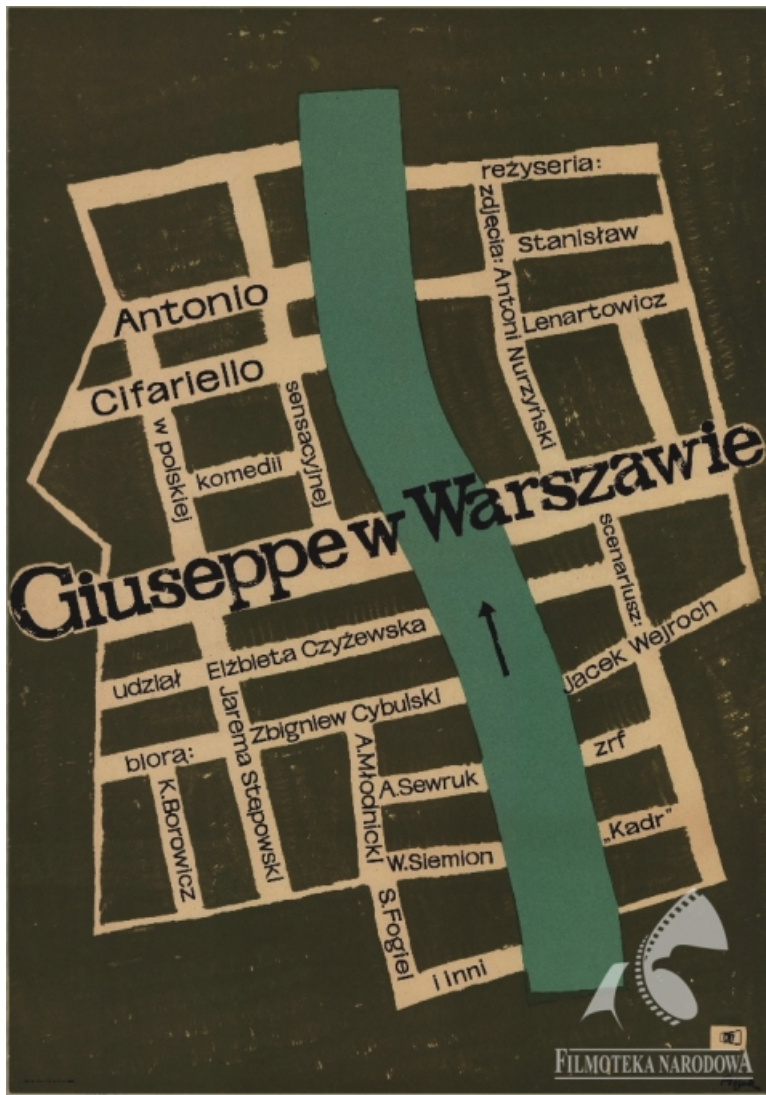 Antonio
Cifariello
w polskiej
komedii
sensacyjnej
Giuseppe w Warszawie
reżyseria:
Stanisław
Lenartowicz
zdjęcia: Antoni Nurzyński
scenariusz:
Jacek Wejroch
udział
biorą:
Elżbieta Czyżewska
Zbigniew Cybulski
Jarema Stępowski
K.Borowicz
A.Młodnicki
A.Sewruk
W.Siemion
S.Fogiel
i inni
zrf
„Kadr”
FILMOTEKA NARODOWA